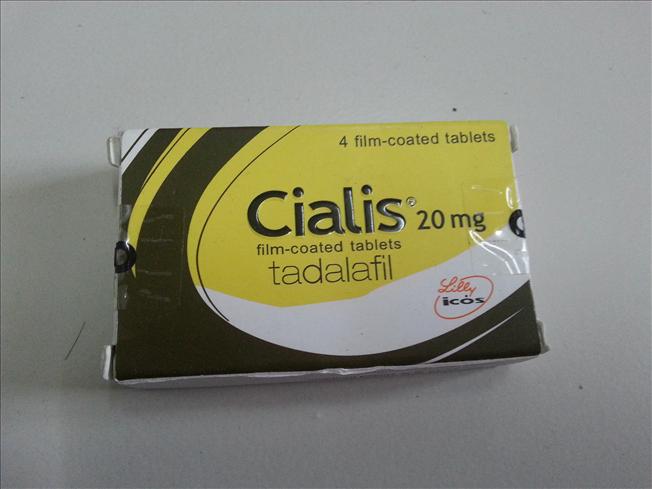 4 film-coated tablets
Cialis® 20 mg
film-coated tablets
tadalafil
Lilly
icos